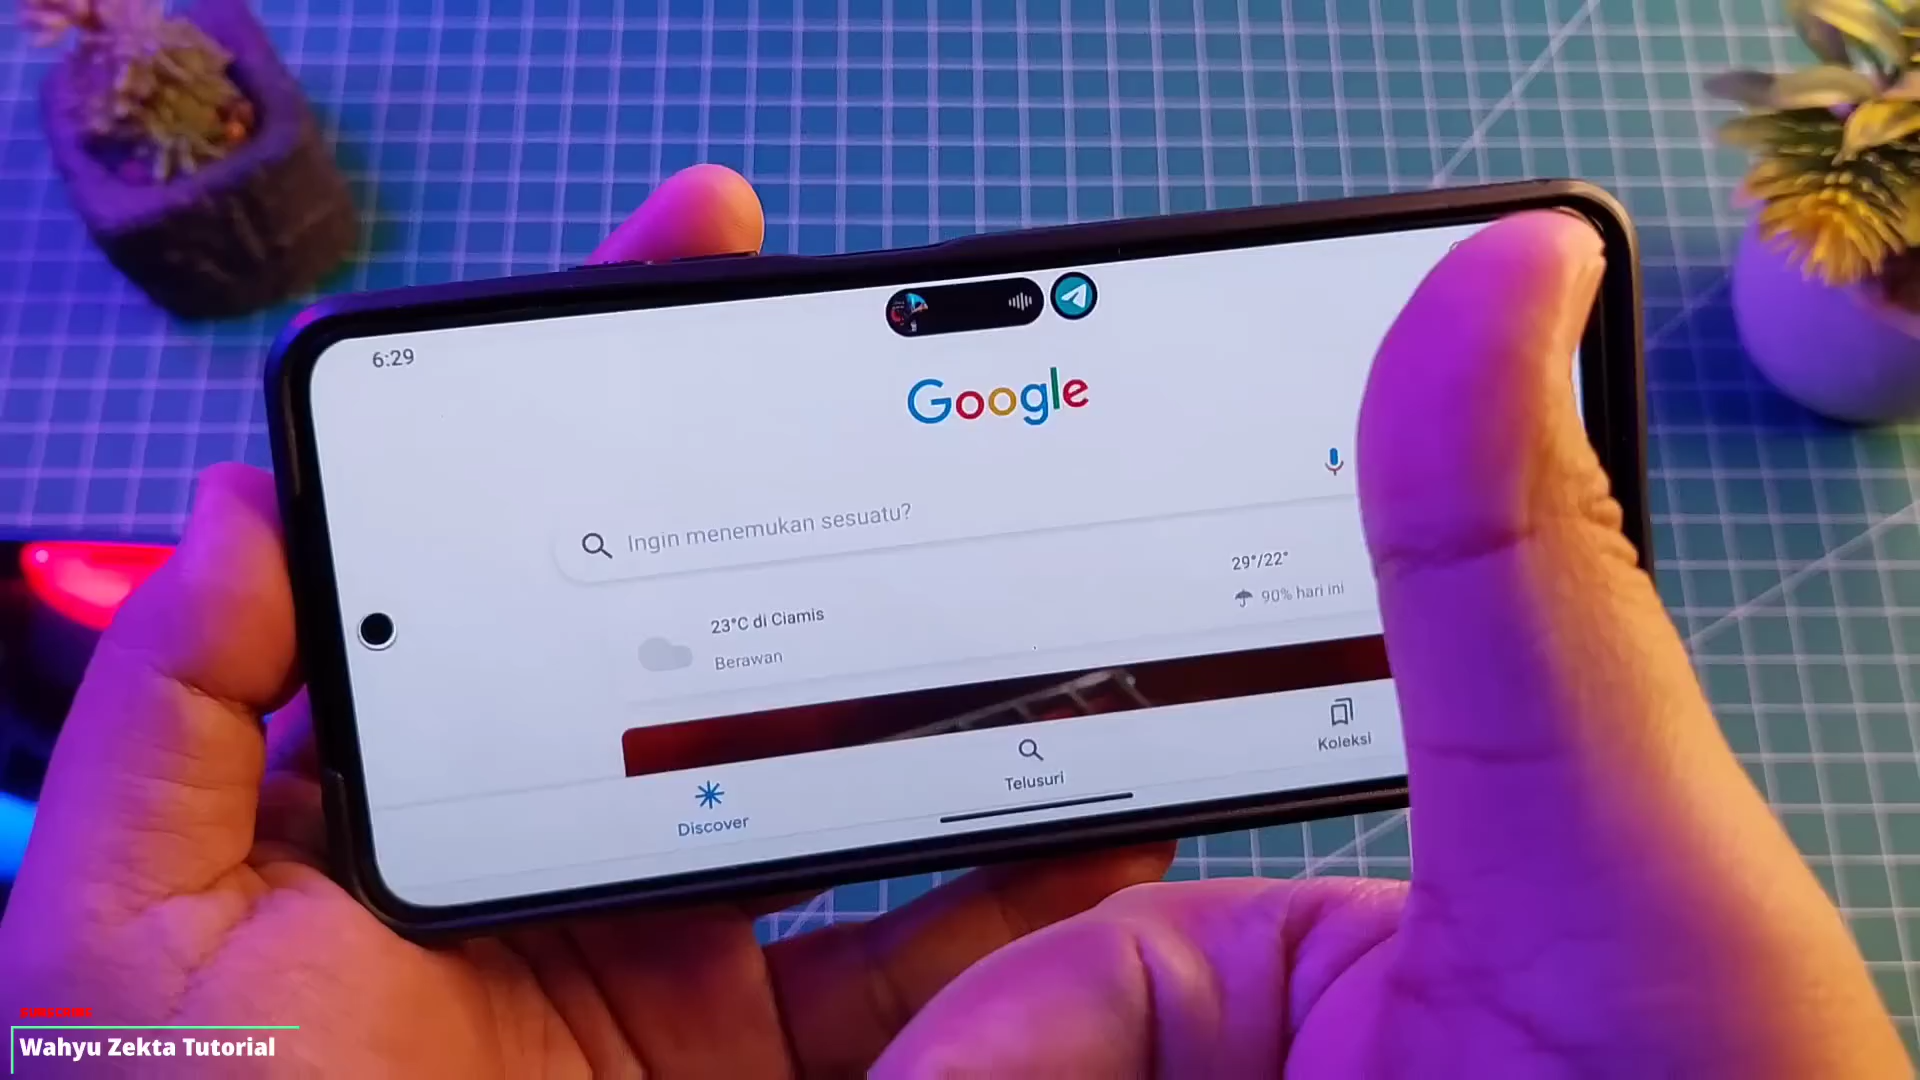 6:29
Google
Ingin menemukan sesuatu?
29°/22°
23°C di Ciamis
90% hari ini
Berawan
Koleksi
Telusuri
Discover
SUBSCRIBE
Wahyu Zekta Tutorial